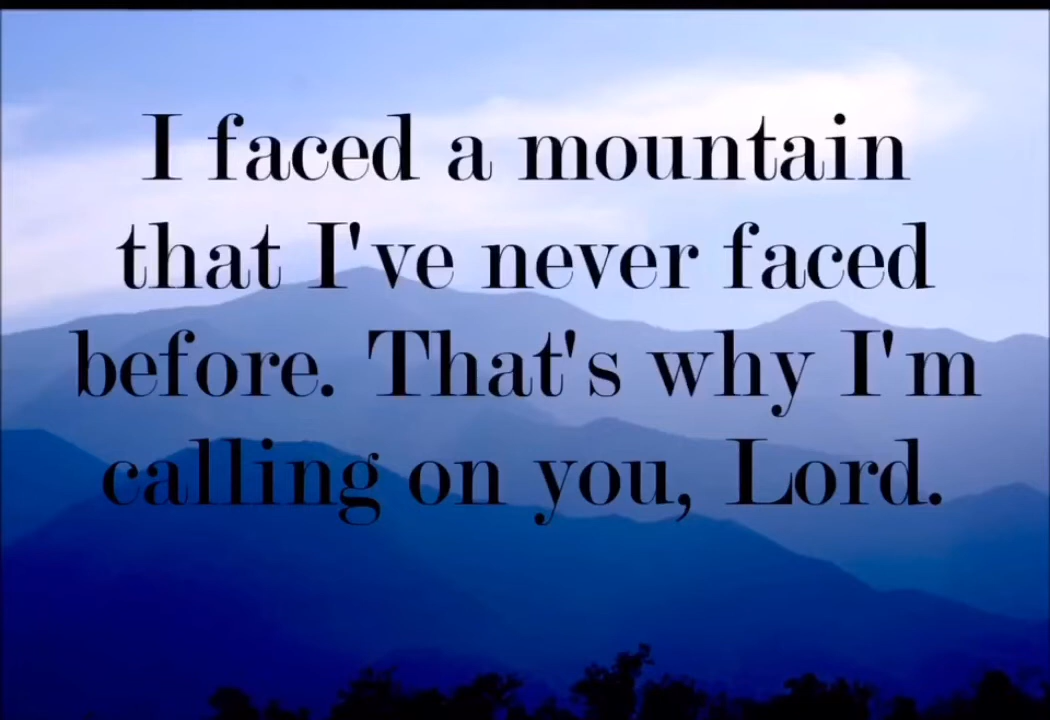 I faced a mountain
that I've never faced
before. That's why I'm
calling on you, Lord.